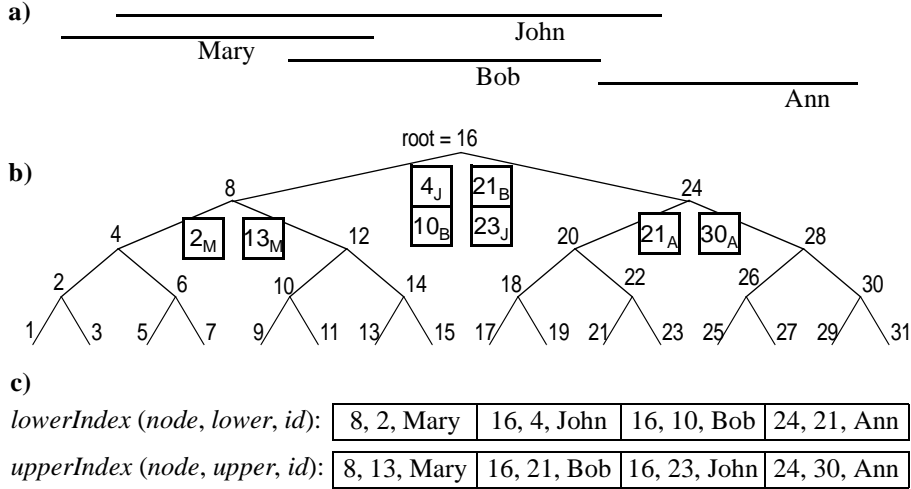 a)
John
Mary
Bob
Ann
root = 16
b)
8 4J 21B 24
4 2M 13M 12 10B 23J 20 21A 30A 28
2 6 10 14 18 22 26 30
1 3 5 7 9 11 13 15 17 19 21 23 25 27 29 31
c)
lowerIndex (node, lower, id): 8, 2, Mary 16, 4, John 16, 10, Bob 24, 21, Ann
upperIndex (node, upper, id): 8, 13, Mary 16, 21, Bob 16, 23, John 24, 30, Ann